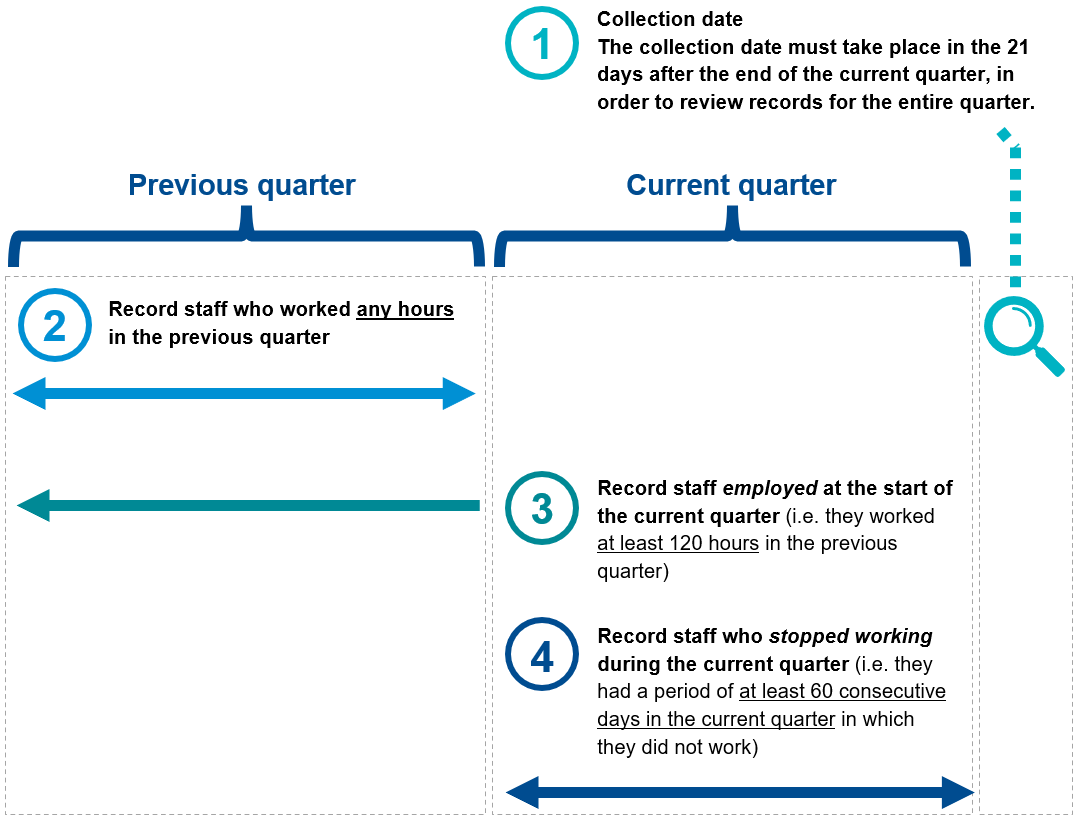 1
Collection date
The collection date must take place in the 21
days after the end of the current quarter, in
order to review records for the entire quarter.
Previous quarter
Current quarter
2
Record staff who worked any hours
in the previous quarter
3
Record staff employed at the start of
the current quarter (i.e. they worked
at least 120 hours in the previous
quarter)
4
Record staff who stopped working
during the current quarter (i.e. they
had a period of at least 60 consecutive
days in the current quarter in which
they did not work)